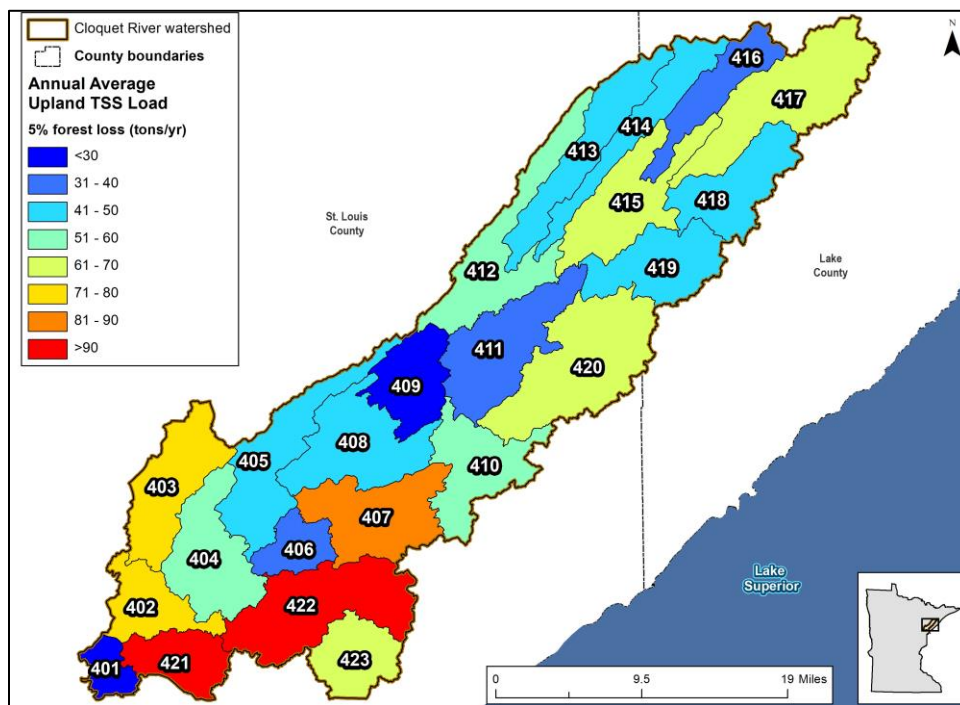 Cloquet River watershed
County boundaries
Annual Average
Upland TSS Load
5% forest loss (tons/yr)
<30
31 - 40
41 - 50
51 - 60
61 - 70
71 - 80
81 - 90
>90
N
416
417
414
413
415
418
St. Louis
County
412
419
Lake
County
411
420
409
408
405
410
403
407
406
404
422
Lake
Superior
402
423
401
421
0
9.5
19 Miles